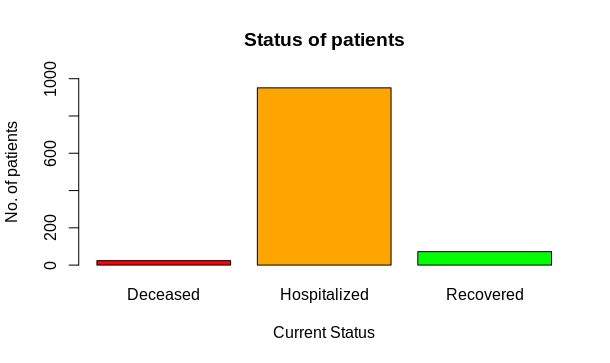 Status of patients
No. of patients
1000
600
200
0
Deceased Hospitalized Recovered
Current Status